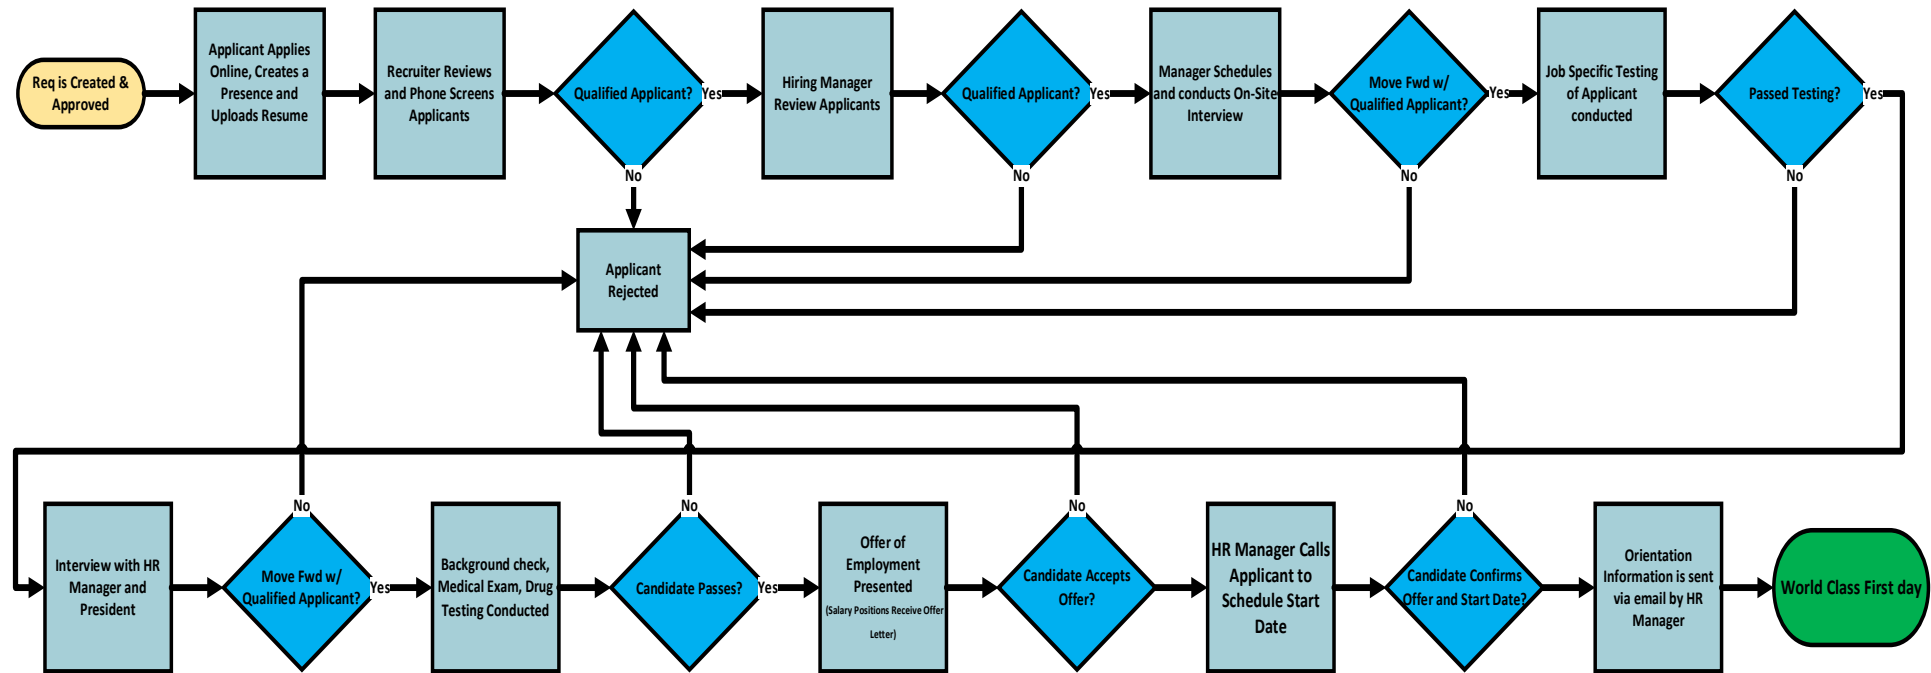 Req is Created &
Approved
Applicant Applies
Online, Creates a
Presence and
Uploads Resume
Recruiter Reviews
and Phone Screens
Applicants
Qualified Applicant?
Yes
No
Hiring Manager
Review Applicants
Qualified Applicant?
Yes
No
Manager Schedules
and conducts On-Site
Interview
Move Fwd w/
Qualified Applicant?
Yes
No
Job Specific Testing
of Applicant
conducted
Passed Testing?
Yes
No
Applicant
Rejected
Interview with HR
Manager and
President
No
Move Fwd w/
Qualified Applicant?
Yes
Background check,
Medical Exam, Drug
Testing Conducted
No
Candidate Passes?
Yes
Offer of
Employment
Presented
(Salary Positions Receive Offer
Letter)
No
Candidate Accepts
Offer?
HR Manager Calls
Applicant to
Schedule Start
Date
No
Candidate Confirms
Offer and Start Date?
Orientation
Information is sent
via email by HR
Manager
World Class First day